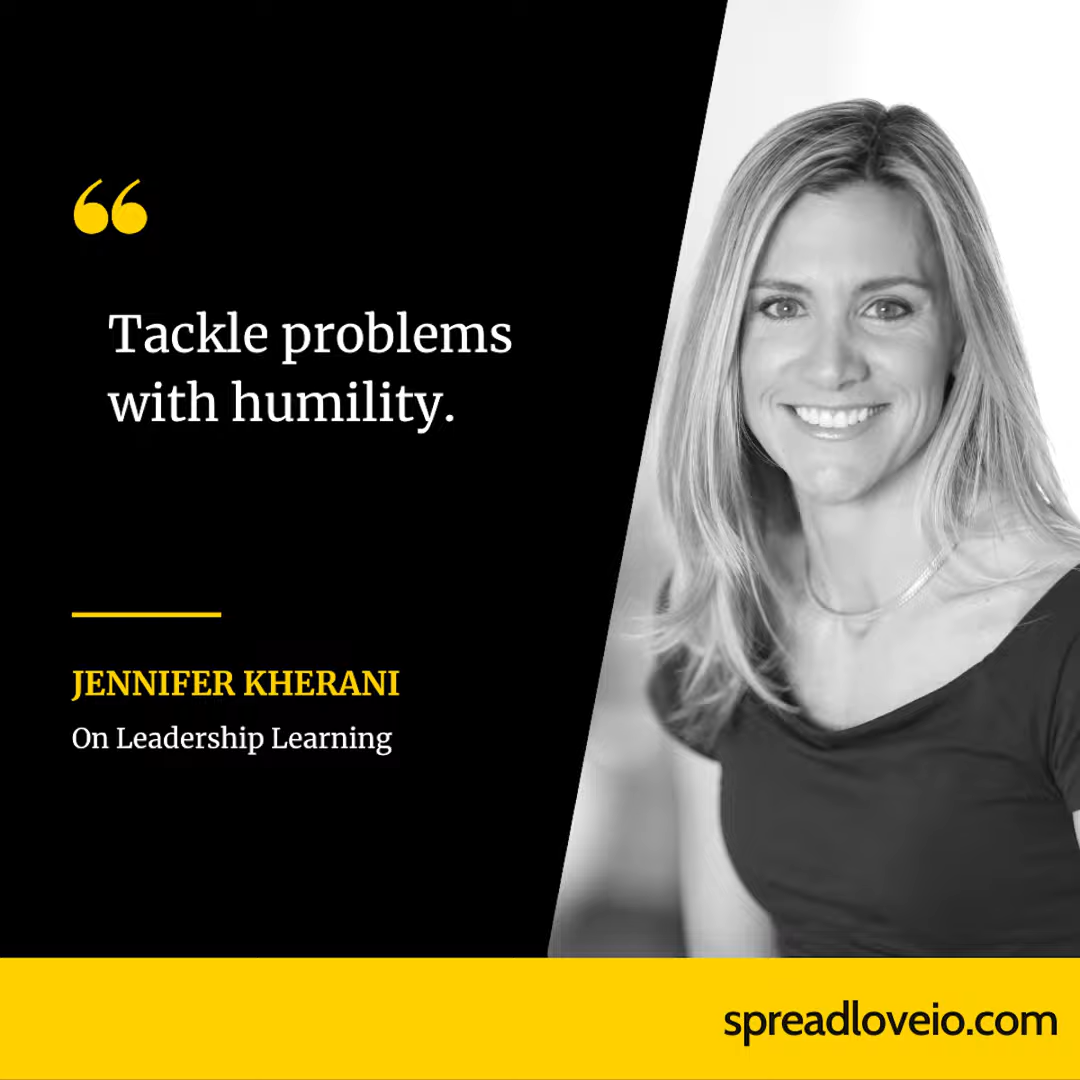 “
Tackle problems
with humility.
JENNIFER KHERANI
On Leadership Learning
spreadloveio.com